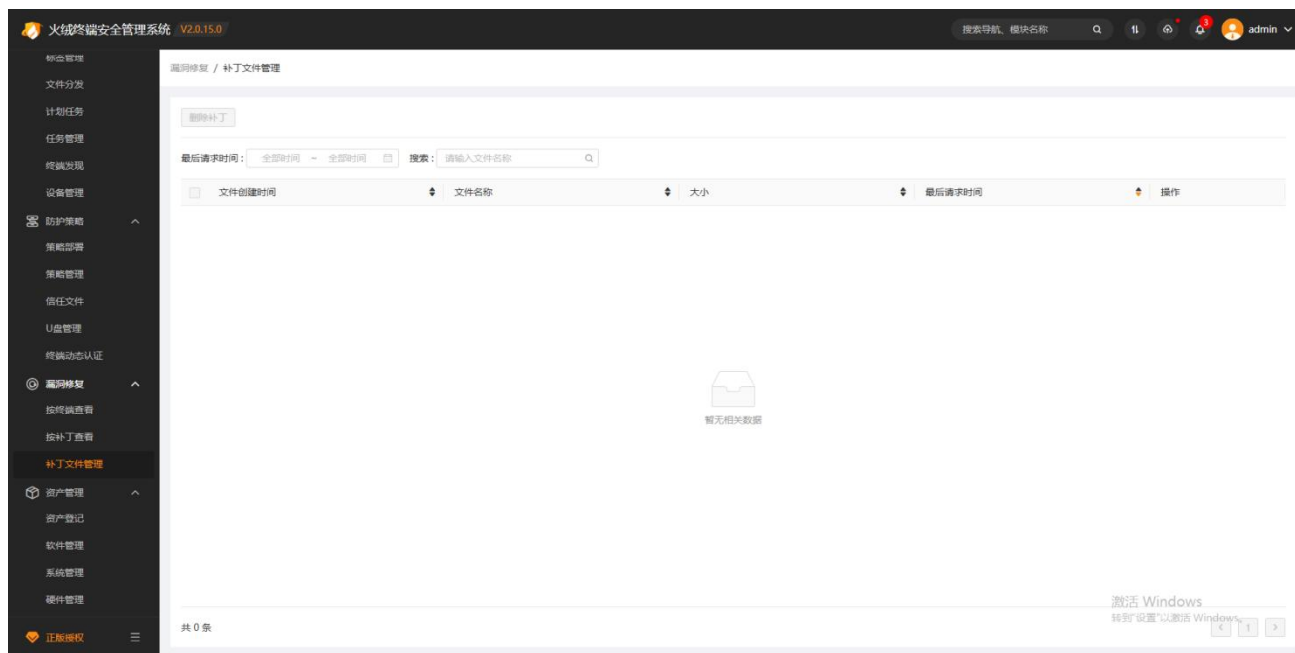 火绒终端安全管理系统 V2.0.15.0
搜索导航、模块名称
3
admin
标签管理
文件分发
计划任务
任务管理
终端发现
设备管理
防护策略
策略部署
策略管理
信任文件
U盘管理
终端动态认证
漏洞修复
按终端查看
按补丁查看
补丁文件管理
资产管理
资产登记
软件管理
系统管理
硬件管理
正版授权
漏洞修复 / 补丁文件管理
删除补丁
最后请求时间： 全部时间 ~ 全部时间 搜索： 请输入文件名称
文件创建时间 文件名称 大小 最后请求时间 操作
暂无相关数据
激活 Windows
转到"设置"以激活 Windows。
共 0 条
< 1 >